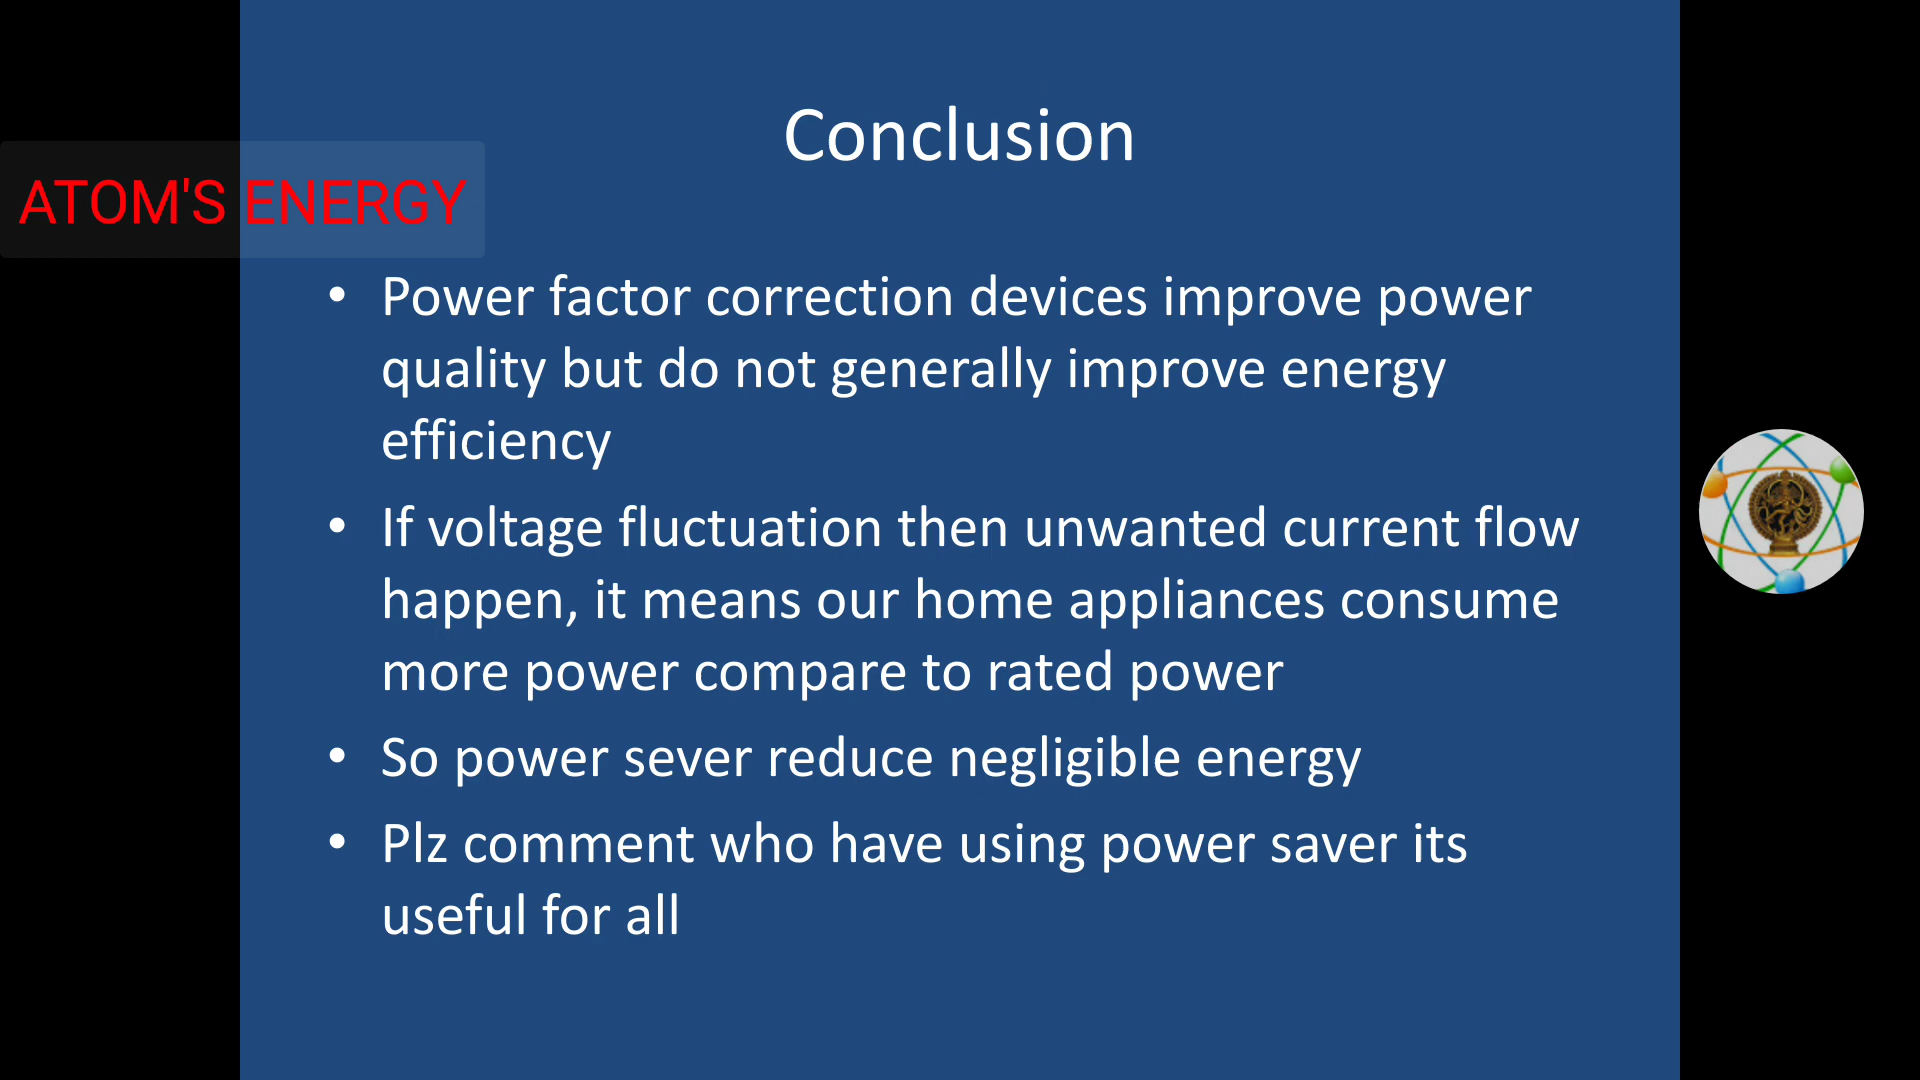 Conclusion
ATOM'S ENERGY
• Power factor correction devices improve power
quality but do not generally improve energy
efficiency
• If voltage fluctuation then unwanted current flow
happen, it means our home appliances consume
more power compare to rated power
• So power sever reduce negligible energy
• Plz comment who have using power saver its
useful for all